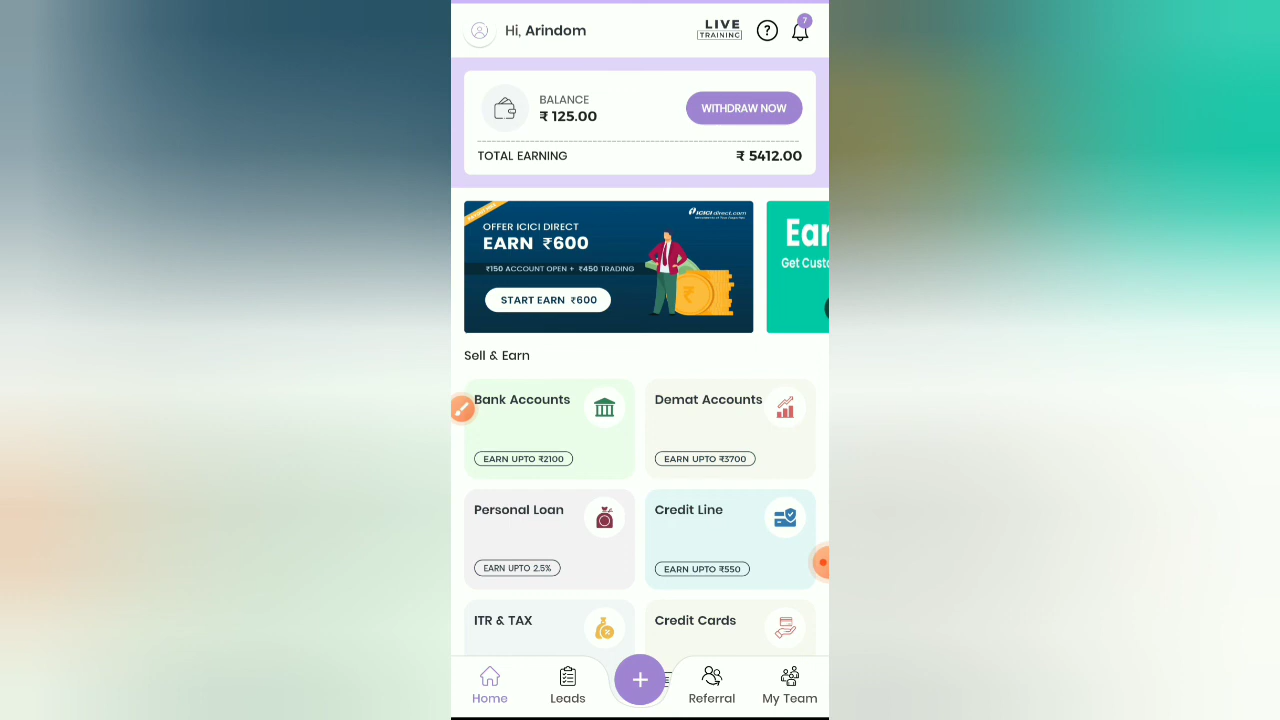 Hi, Arindom
LIVE
TRAINING
?
7
BALANCE
₹ 125.00
WITHDRAW NOW
TOTAL EARNING
₹ 5412.00
ICICI direct.com
OFFER ICICI DIRECT
EARN ₹600
₹150 ACCOUNT OPEN + ₹450 TRADING
START EARN ₹600
Ear
Get Custo
Sell & Earn
Bank Accounts
EARN UPTO ₹2100
Demat Accounts
EARN UPTO ₹3700
Personal Loan
EARN UPTO 2.5%
Credit Line
EARN UPTO ₹550
ITR & TAX
Credit Cards
Home
Leads
+
Referral
My Team